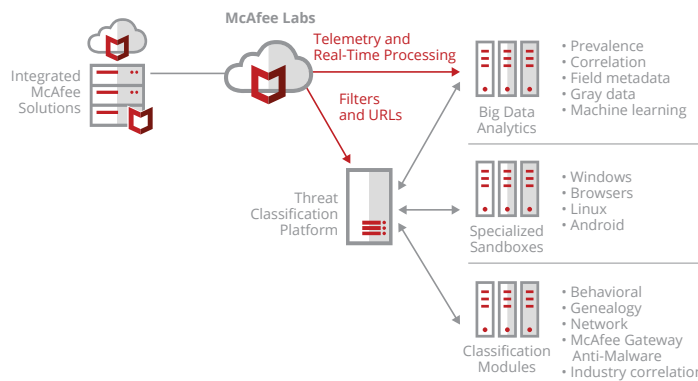 McAfee Labs
Integrated
McAfee
Solutions
Telemetry and
Real-Time Processing
Filters
and URLs
Threat
Classification
Platform
Big Data
Analytics
• Prevalence
• Correlation
• Field metadata
• Gray data
• Machine learning
Specialized
Sandboxes
• Windows
• Browsers
• Linux
• Android
Classification
Modules
• Behavioral
• Genealogy
• Network
• McAfee Gateway
Anti-Malware
• Industry correlation